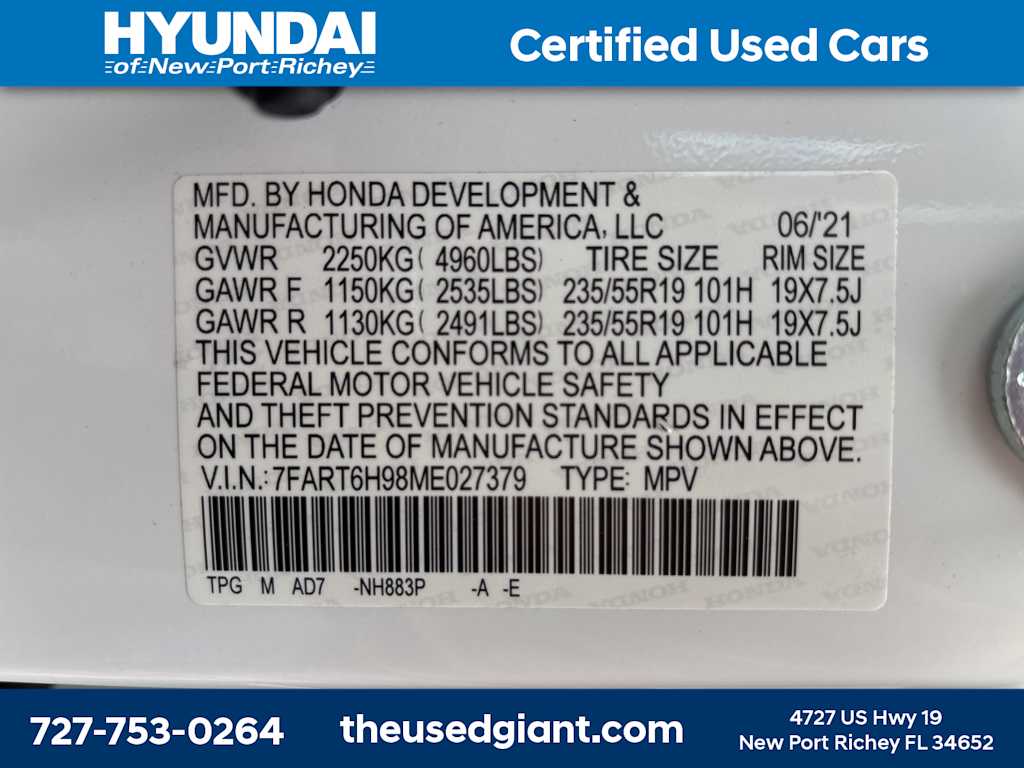 HYUNDAI
of New Port Richey
Certified Used Cars
MFD. BY HONDA DEVELOPMENT &
MANUFACTURING OF AMERICA, LLC 06/'21
GVWR 2250KG( 4960LBS) TIRE SIZE RIM SIZE
GAWR F 1150KG( 2535LBS) 235/55R19 101H 19X7.5J
GAWR R 1130KG( 2491LBS) 235/55R19 101H 19X7.5J
THIS VEHICLE CONFORMS TO ALL APPLICABLE
FEDERAL MOTOR VEHICLE SAFETY
AND THEFT PREVENTION STANDARDS IN EFFECT
ON THE DATE OF MANUFACTURE SHOWN ABOVE.
V.I.N.: 7FART6H98ME027379 TYPE: MPV
TPG M AD7 -NH883P -A -E
727-753-0264
theusedgiant.com
4727 US Hwy 19
New Port Richey FL 34652